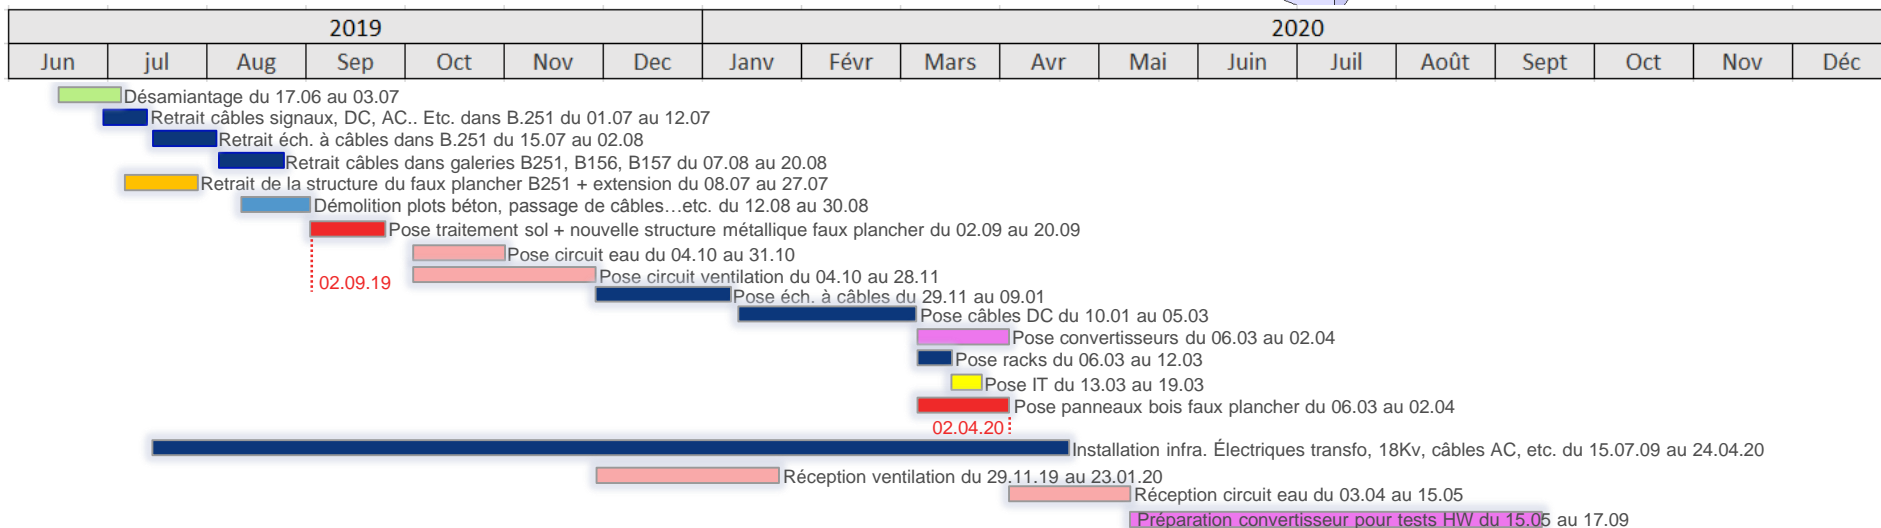 2019 2020
Jun jul Aug Sep Oct Nov Dec Janv Févr Mars Avr Mai Juin Juil Août Sept Oct Nov Déc
Désamiantage du 17.06 au 03.07
Retrait câbles signaux, DC, AC.. Etc. dans B.251 du 01.07 au 12.07
Retrait éch. à câbles dans B.251 du 15.07 au 02.08
Retrait câbles dans galeries B251, B156, B157 du 07.08 au 20.08
Retrait de la structure du faux plancher B251 + extension du 08.07 au 27.07
Démolition plots béton, passage de câbles...etc. du 12.08 au 30.08
Pose traitement sol + nouvelle structure métallique faux plancher du 02.09 au 20.09
Pose circuit eau du 04.10 au 31.10
02.09.19
Pose circuit ventilation du 04.10 au 28.11
Pose éch. à câbles du 29.11 au 09.01
Pose câbles DC du 10.01 au 05.03
Pose convertisseurs du 06.03 au 02.04
Pose racks du 06.03 au 12.03
Pose IT du 13.03 au 19.03
Pose panneaux bois faux plancher du 06.03 au 02.04
02.04.20
Installation infra. Électriques transfo, 18Kv, câbles AC, etc. du 15.07.09 au 24.04.20
Réception ventilation du 29.11.19 au 23.01.20
Réception circuit eau du 03.04 au 15.05
Préparation convertisseur pour tests HW du 15.05 au 17.09